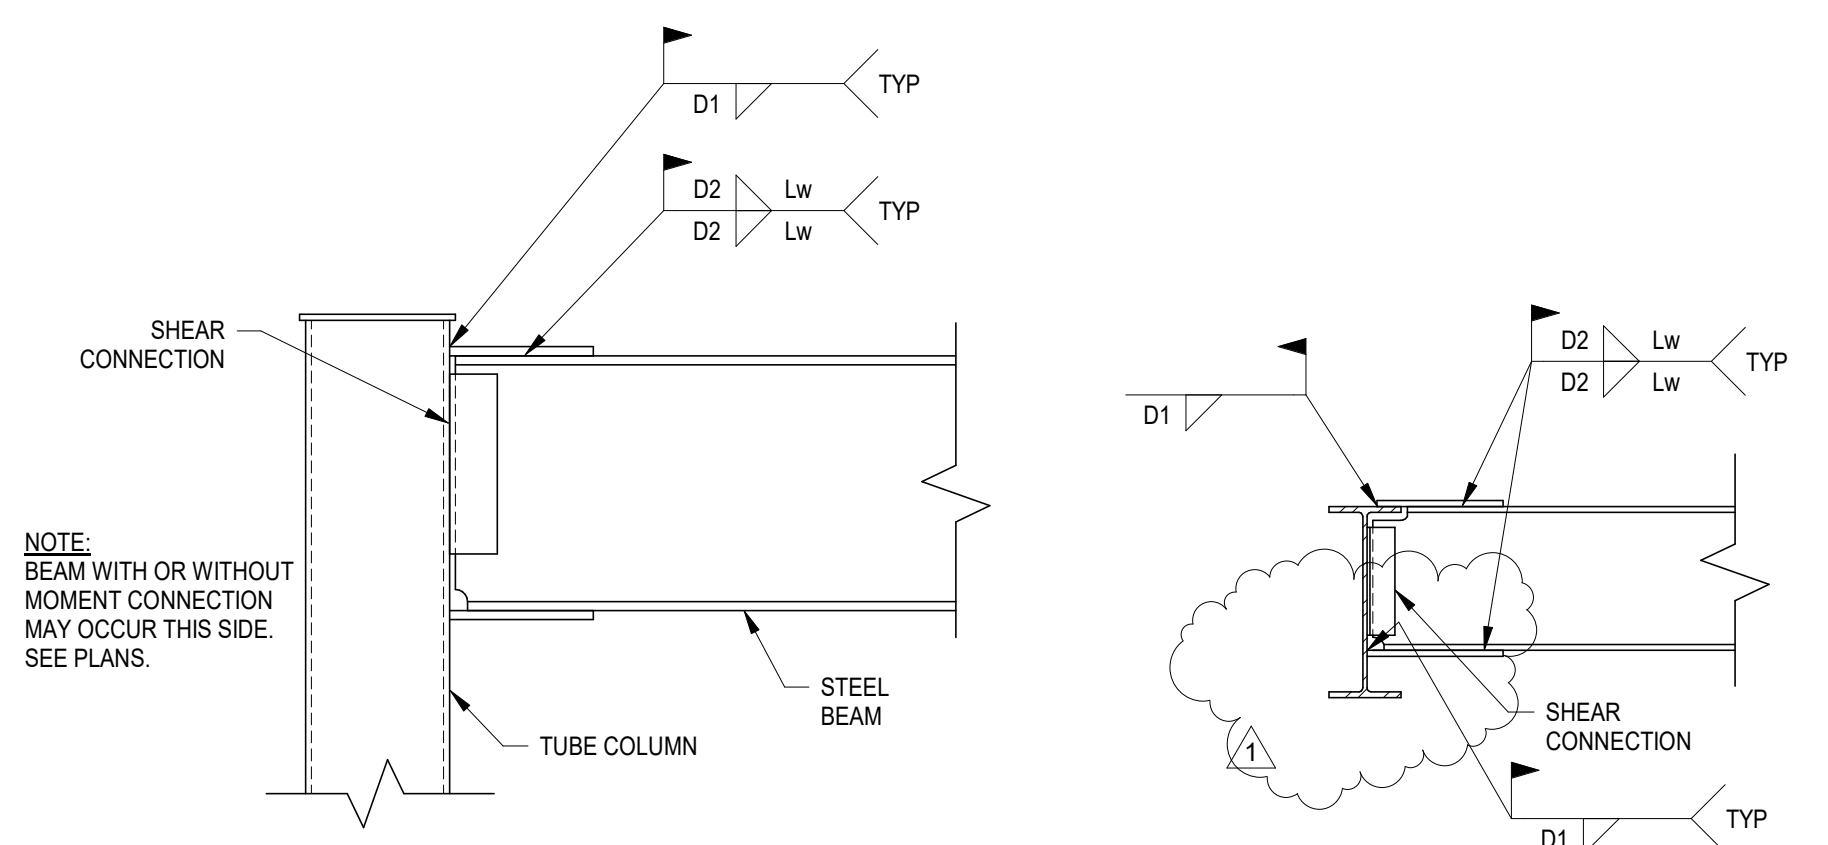 TYP
D1
D2 Lw
TYP
D2 Lw
SHEAR
CONNECTION
NOTE:
BEAM WITH OR WITHOUT
MOMENT CONNECTION
MAY OCCUR THIS SIDE.
SEE PLANS.
STEEL
BEAM
TUBE COLUMN
D2 Lw
TYP
D2 Lw
D1
SHEAR
CONNECTION
1
TYP
D1